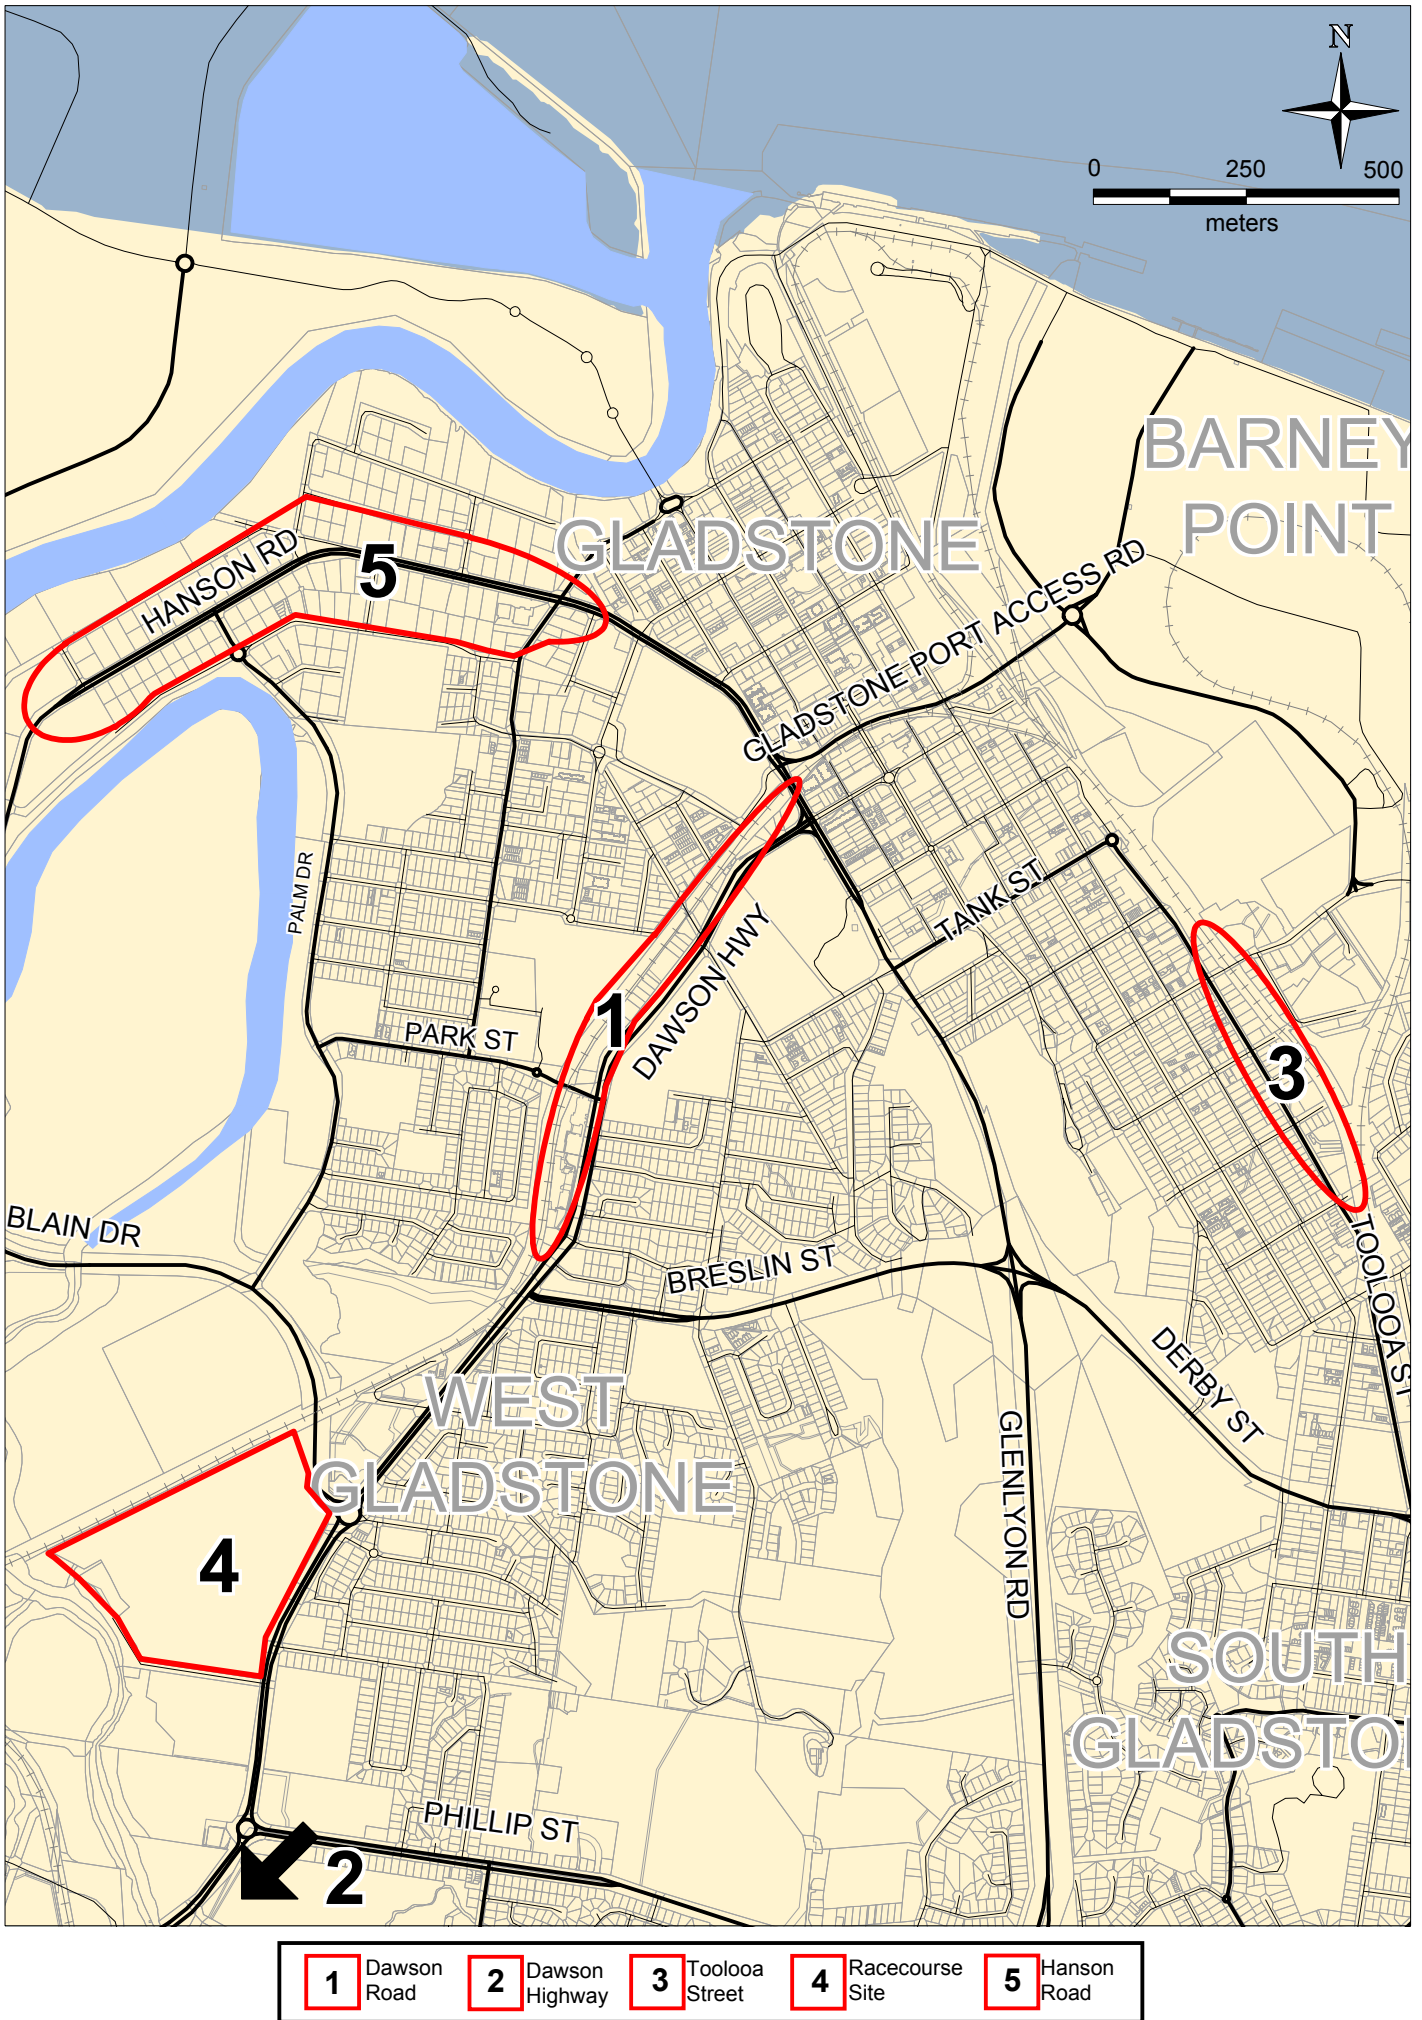 N
0 250 500
meters
BARNEY
POINT
GLADSTONE
HANSON RD
5
GLADSTONE PORT ACCESS RD
PALM DR
TANK ST
DAWSON HWY
1
PARK ST
3
BLAIN DR
BRESLIN ST
TOOLOOA ST
DERBY ST
WEST
GLADSTONE
GLENLYON RD
4
SOUTH
GLADSTO
PHILLIP ST
2
1 Dawson
Road
2 Dawson
Highway
3 Toolooa
Street
4 Racecourse
Site
5 Hanson
Road